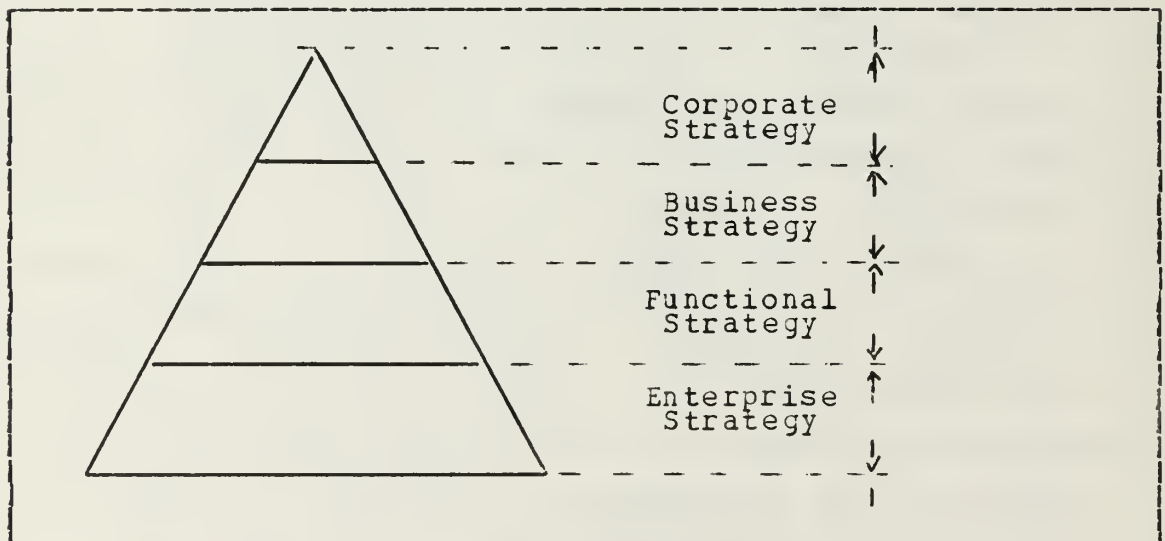 Corporate
Strategy
Business
Strategy
Functional
Strategy
Enterprise
Strategy